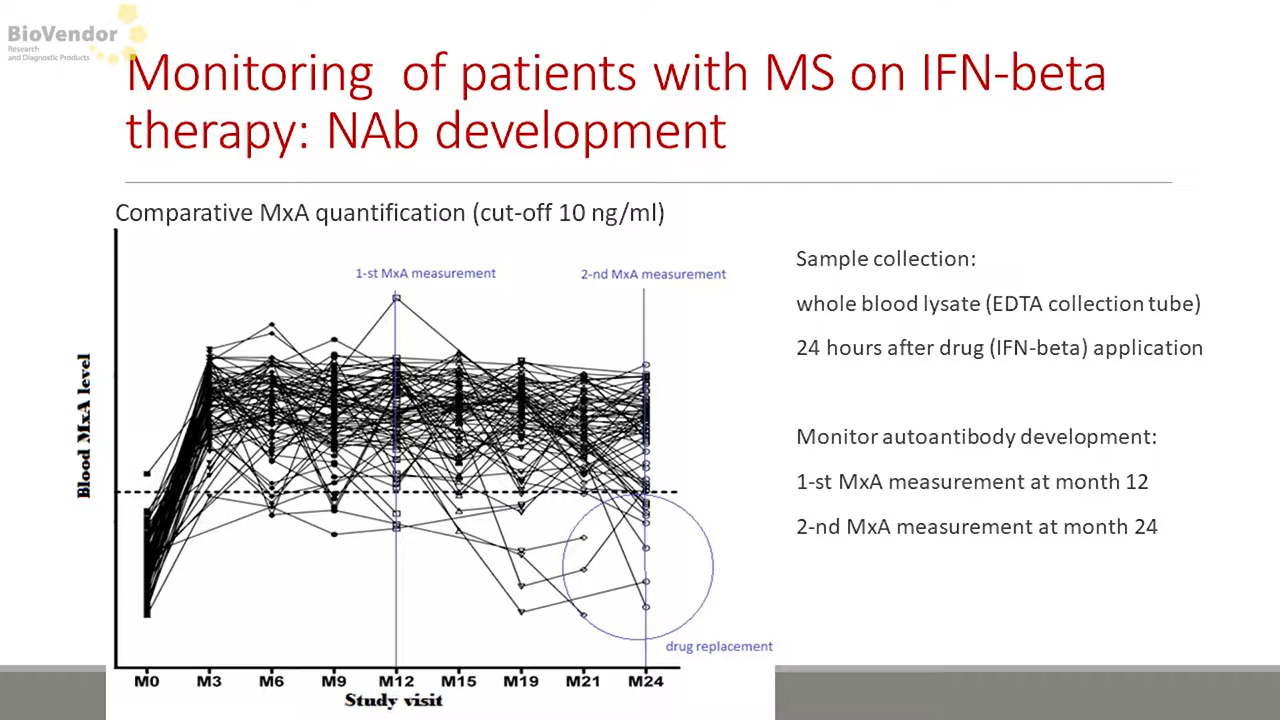 BioVendor
Research
and Diagnostic Products
Monitoring of patients with MS on IFN-beta
therapy: NAb development
Comparative MxA quantification (cut-off 10 ng/ml)
1-st MxA measurement
2-nd MxA measurement
Blood MxA level
drug replacement
M0 M3 M6 M9 M12 M15 M19 M21 M24
Study visit
Sample collection:
whole blood lysate (EDTA collection tube)
24 hours after drug (IFN-beta) application
Monitor autoantibody development:
1-st MxA measurement at month 12
2-nd MxA measurement at month 24